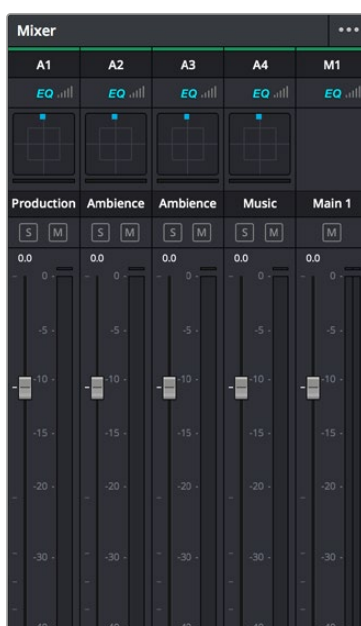 Mixer •••
A1 A2 A3 A4 M1
EQ EQ EQ EQ EQ
Production Ambience Ambience Music Main 1
S M S M S M S M M
0.0 0.0 0.0 0.0 0.0
0 0 0 0 0
-5 -5 -5 -5 -5
-10 -10 -10 -10 -10
-15 -15 -15 -15 -15
-20 -20 -20 -20 -20
-30 -30 -30 -30 -30